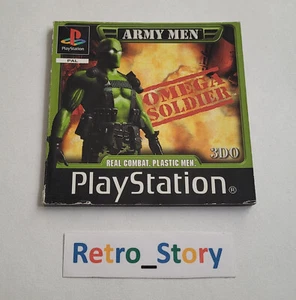 ARMY MEN
PlayStation
PAL
OMEGA
SOLDIER
3DO
REAL COMBAT. PLASTIC MEN.
PlayStation®
Retro_Story